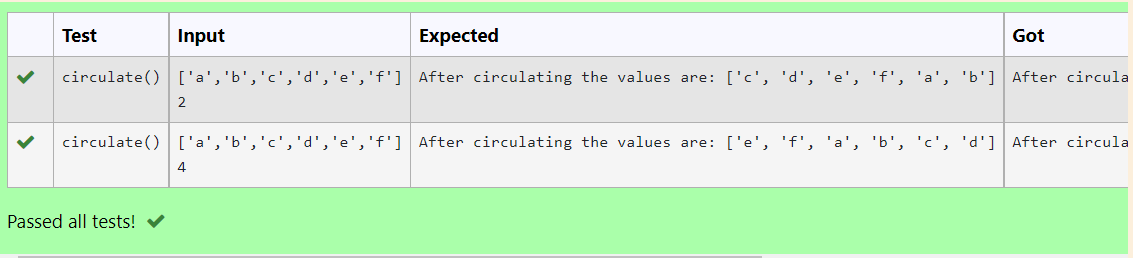 Test Input Expected Got
circulate() ['a','b','c','d','e','f'] After circulating the values are: ['c', 'd', 'e', 'f', 'a', 'b'] After circula
2
circulate() ['a','b','c','d','e','f'] After circulating the values are: ['e', 'f', 'a', 'b', 'c', 'd'] After circula
4
Passed all tests!